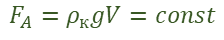 F_A = ρ_к gV = const